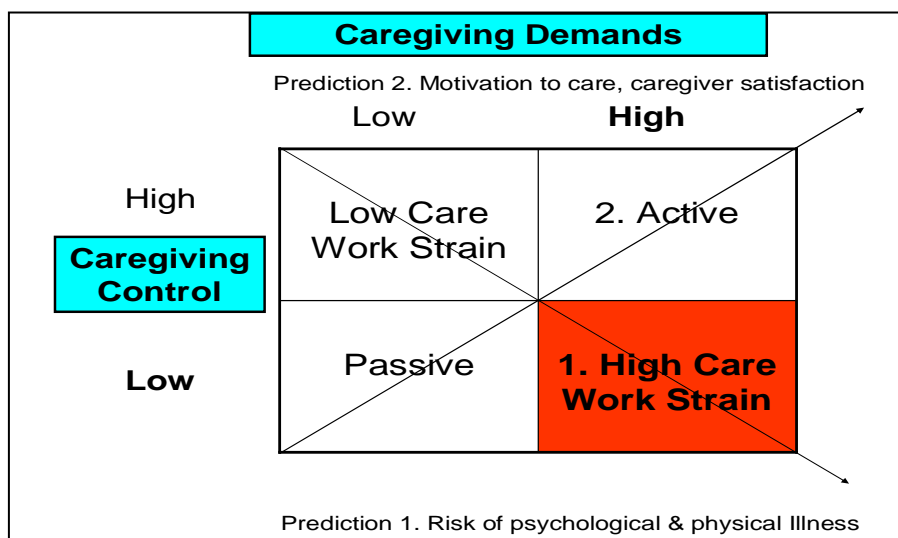 Caregiving Demands
Prediction 2. Motivation to care, caregiver satisfaction
Low High
High
Low Care
Work Strain
2. Active
Caregiving
Control
Low
Passive
1. High Care
Work Strain
Prediction 1. Risk of psychological & physical Illness